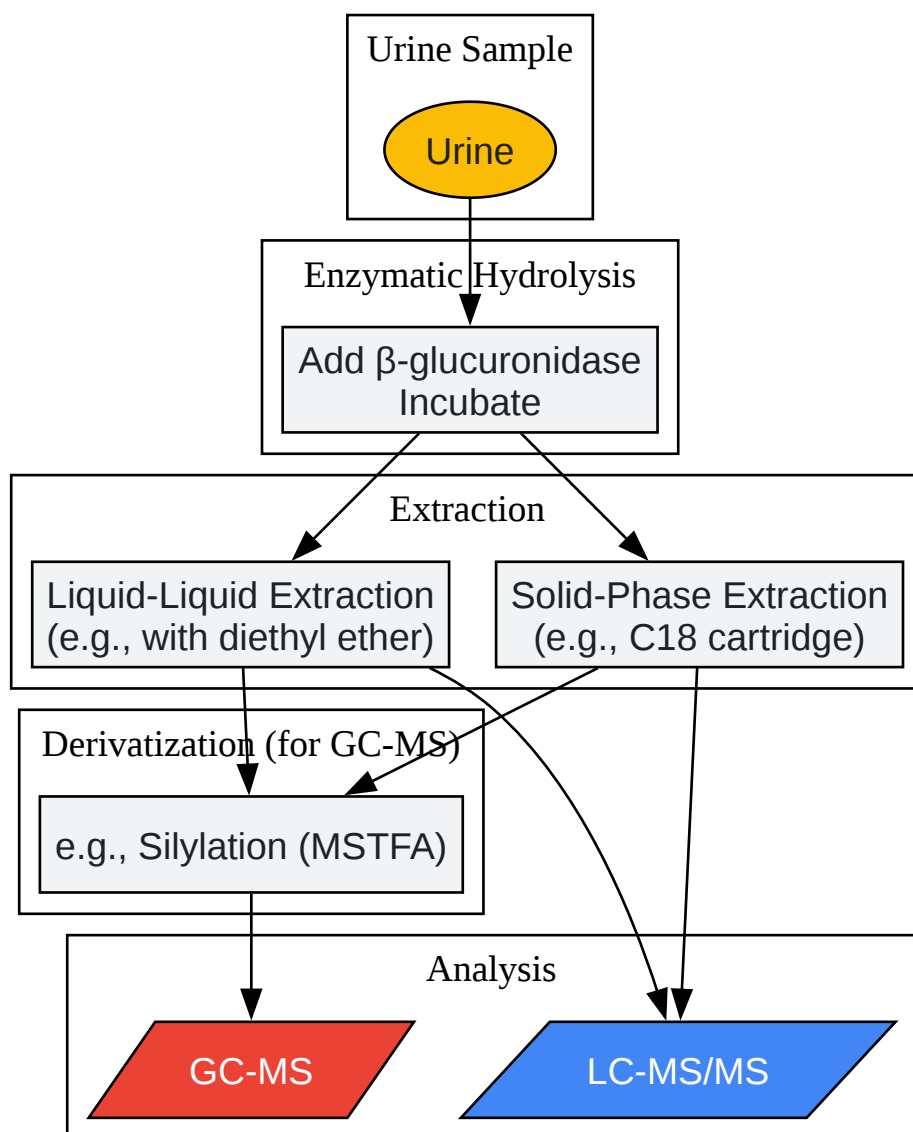 Urine Sample
Urine
Enzymatic Hydrolysis
Add β-glucuronidase
Incubate
Extraction
Liquid-Liquid Extraction
(e.g., with diethyl ether)
Solid-Phase Extraction
(e.g., C18 cartridge)
Derivatization (for GC-MS)
e.g., Silylation (MSTFA)
Analysis
GC-MS
LC-MS/MS